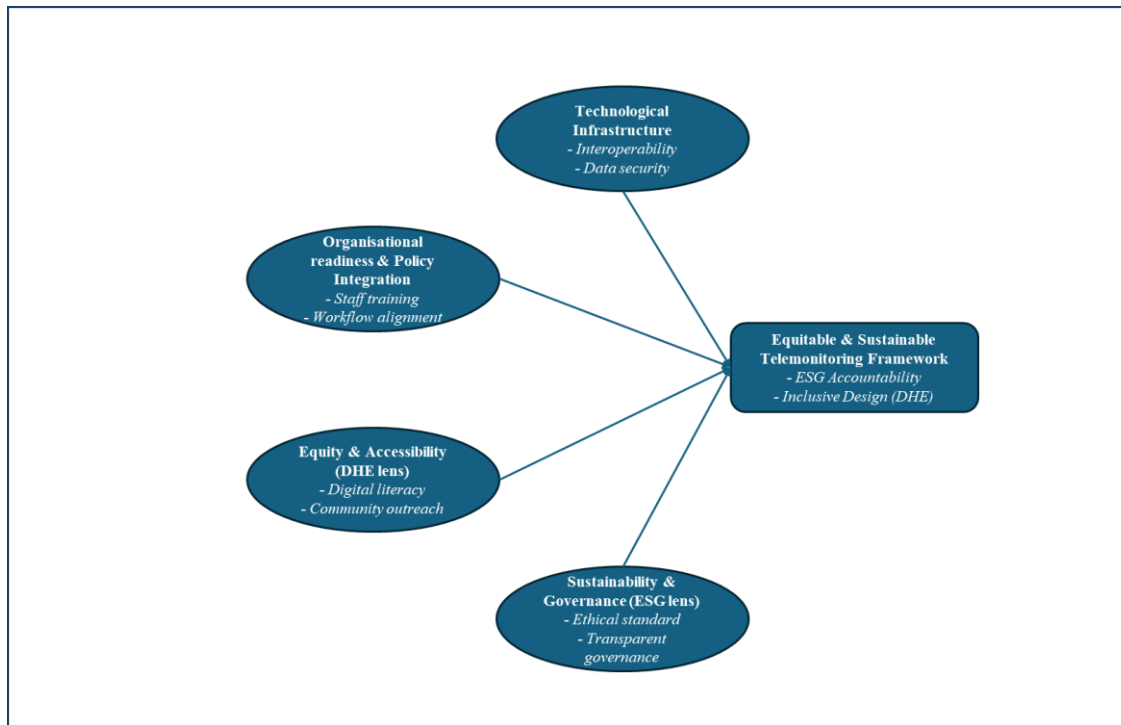 Technological
Infrastructure
- Interoperability
- Data security
Organisational
readiness & Policy
Integration
- Staff training
- Workflow alignment
Equitable & Sustainable
Telemonitoring Framework
- ESG Accountability
- Inclusive Design (DHE)
Equity & Accessibility
(DHE lens)
- Digital literacy
- Community outreach
Sustainability &
Governance (ESG lens)
- Ethical standard
- Transparent
governance